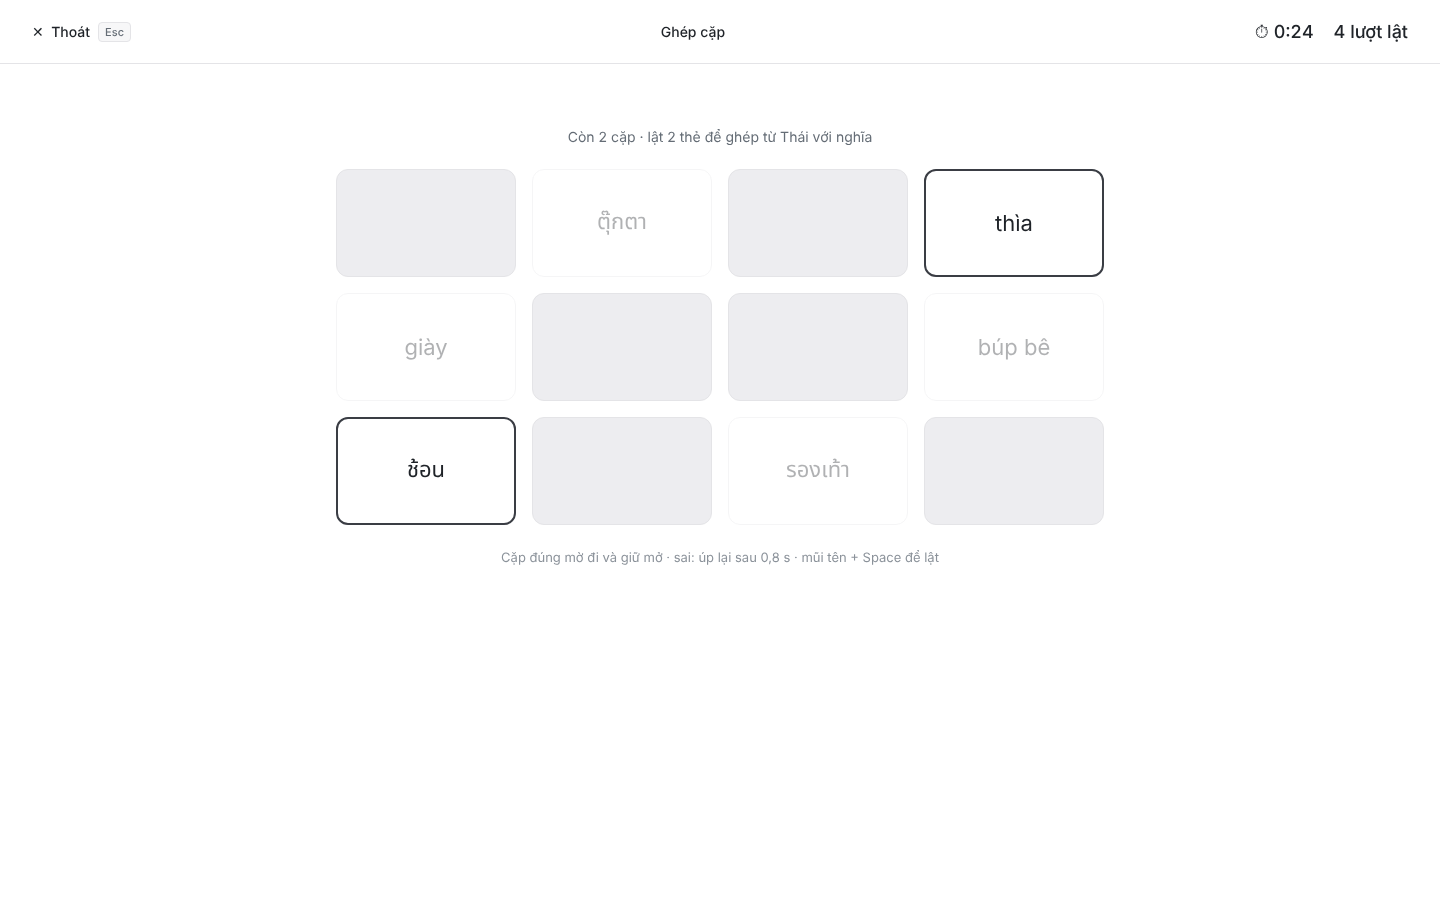 ✕ Thoát Esc
Ghép cặp
⏱ 0:24 4 lượt lật
Còn 2 cặp · lật 2 thẻ để ghép từ Thái với nghĩa
ตุ๊กตา
thìa
giày
búp bê
ช้อน
รองเท้า
Cặp đúng mờ đi và giữ mở · sai: úp lại sau 0,8 s · mũi tên + Space để lật